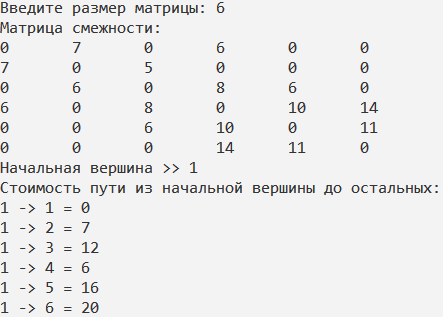 Введите размер матрицы: 6
Матрица смежности:
0 7 0 6 0 0
7 0 5 0 0 0
0 6 0 8 6 0
6 0 8 0 10 14
0 0 6 10 0 11
0 0 0 14 11 0
Начальная вершина >> 1
Стоимость пути из начальной вершины до остальных:
1 -> 1 = 0
1 -> 2 = 7
1 -> 3 = 12
1 -> 4 = 6
1 -> 5 = 16
1 -> 6 = 20